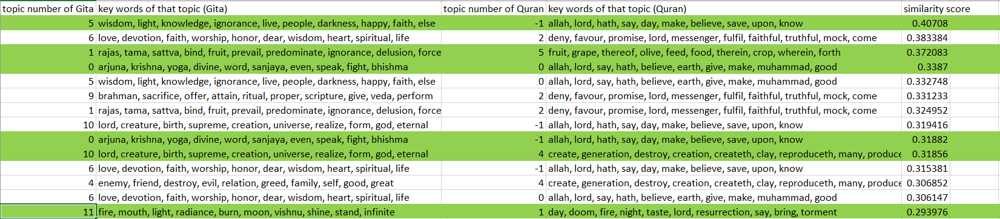 topic number of Gita key words of that topic (Gita) topic number of Quran key words of that topic (Quran) similarity score
5 wisdom, light, knowledge, ignorance, live, people, darkness, happy, faith, else -1 allah, lord, hath, say, day, make, believe, save, upon, know 0.40708
6 love, devotion, faith, worship, honor, dear, wisdom, heart, spiritual, life 2 deny, favour, promise, lord, messenger, fulfil, faithful, truthful, mock, come 0.383384
1 rajas, tama, sattva, bind, fruit, prevail, predominate, ignorance, delusion, force 5 fruit, grape, thereof, olive, feed, food, therein, crop, wherein, forth 0.372083
0 arjuna, krishna, yoga, divine, word, sanjaya, even, speak, fight, bhishma 0 allah, lord, say, hath, believe, earth, give, make, muhammad, good 0.3387
5 wisdom, light, knowledge, ignorance, live, people, darkness, happy, faith, else 0 allah, lord, say, hath, believe, earth, give, make, muhammad, good 0.332748
9 brahman, sacrifice, offer, attain, ritual, proper, scripture, give, veda, perform 2 deny, favour, promise, lord, messenger, fulfil, faithful, truthful, mock, come 0.331233
1 rajas, tama, sattva, bind, fruit, prevail, predominate, ignorance, delusion, force 2 deny, favour, promise, lord, messenger, fulfil, faithful, truthful, mock, come 0.324952
10 lord, creature, birth, supreme, creation, universe, realize, form, god, eternal -1 allah, lord, hath, say, day, make, believe, save, upon, know 0.319416
0 arjuna, krishna, yoga, divine, word, sanjaya, even, speak, fight, bhishma -1 allah, lord, hath, say, day, make, believe, save, upon, know 0.31882
10 lord, creature, birth, supreme, creation, universe, realize, form, god, eternal 4 create, generation, destroy, creation, createth, clay, reproduceth, many, produce 0.31856
6 love, devotion, faith, worship, honor, dear, wisdom, heart, spiritual, life -1 allah, lord, hath, say, day, make, believe, save, upon, know 0.315381
4 enemy, friend, destroy, evil, relation, greed, family, self, good, great 4 create, generation, destroy, creation, createth, clay, reproduceth, many, produce 0.306852
6 love, devotion, faith, worship, honor, dear, wisdom, heart, spiritual, life 0 allah, lord, say, hath, believe, earth, give, make, muhammad, good 0.306147
11 fire, mouth, light, radiance, burn, moon, vishnu, shine, stand, infinite 1 day, doom, fire, night, taste, lord, resurrection, say, bring, torment 0.293976